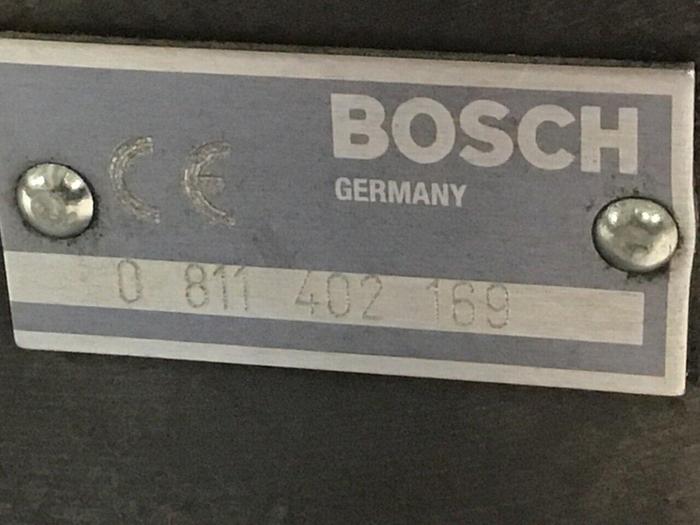 BOSCH
GERMANY
CE
0 811 402 169